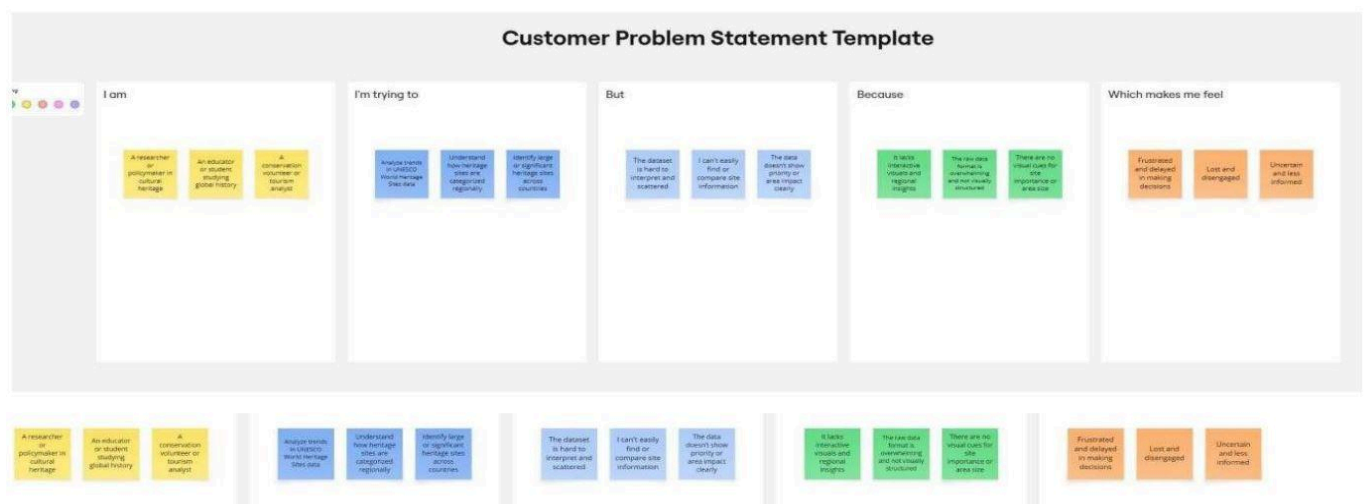 Customer Problem Statement Template
I am
I'm trying to
But
Because
Which makes me feel
A researcher
or
policymaker in
cultural
heritage
An educator
or student
studying
global history
A
conservation
volunteer or
tourism
analyst
Analyze trends
in UNESCO
World Heritage
Sites data
Understand
how heritage
sites are
categorized
regionally
Identify large
or significant
heritage sites
across
countries
The dataset
is hard to
interpret and
scattered
I can't easily
find or
compare site
information
The data
doesn't show
priority or
area impact
clearly
It lacks
interactive
visuals and
regional
insights
The raw data
format is
overwhelming
and not visually
structured
There are no
visual cues for
site
importance or
area size
Frustrated
and delayed
in making
decisions
Lost and
disengaged
Uncertain
and less
informed
A researcher
or
policymaker in
cultural
heritage
An educator
or student
studying
global history
A
conservation
volunteer or
tourism
analyst
Analyze trends
in UNESCO
World Heritage
Sites data
Understand
how heritage
sites are
categorized
regionally
Identify large
or significant
heritage sites
across
countries
The dataset
is hard to
interpret and
scattered
I can't easily
find or
compare site
information
The data
doesn't show
priority or
area impact
clearly
It lacks
interactive
visuals and
regional
insights
The raw data
format is
overwhelming
and not visually
structured
There are no
visual cues for
site
importance or
area size
Frustrated
and delayed
in making
decisions
Lost and
disengaged
Uncertain
and less
informed